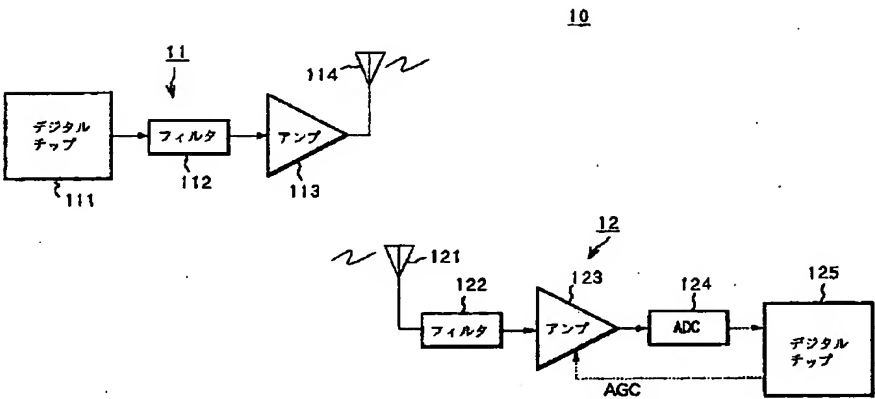 10
11
114
デジタル
チップ
フィルタ
アンプ
111
112
113
12
121
122
123
124
125
フィルタ
アンプ
ADC
デジタル
チップ
AGC